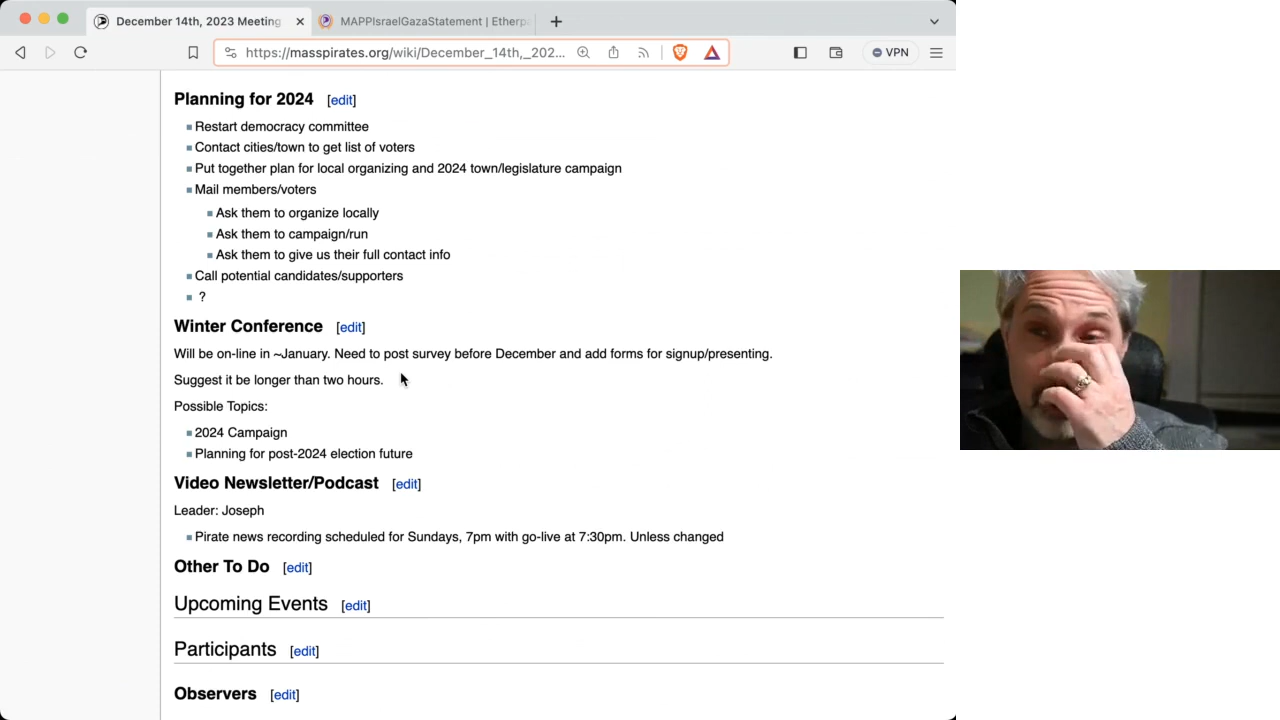 December 14th, 2023 Meeting
MAPPIsraelGazaStatement | Etherpa
https://masspirates.org/wiki/December_14th,_202...
VPN
Planning for 2024 [edit]
Restart democracy committee
Contact cities/town to get list of voters
Put together plan for local organizing and 2024 town/legislature campaign
Mail members/voters
Ask them to organize locally
Ask them to campaign/run
Ask them to give us their full contact info
Call potential candidates/supporters
?
Winter Conference [edit]
Will be on-line in ~January. Need to post survey before December and add forms for signup/presenting.
Suggest it be longer than two hours.
Possible Topics:
2024 Campaign
Planning for post-2024 election future
Video Newsletter/Podcast [edit]
Leader: Joseph
Pirate news recording scheduled for Sundays, 7pm with go-live at 7:30pm. Unless changed
Other To Do [edit]
Upcoming Events [edit]
Participants [edit]
Observers [edit]